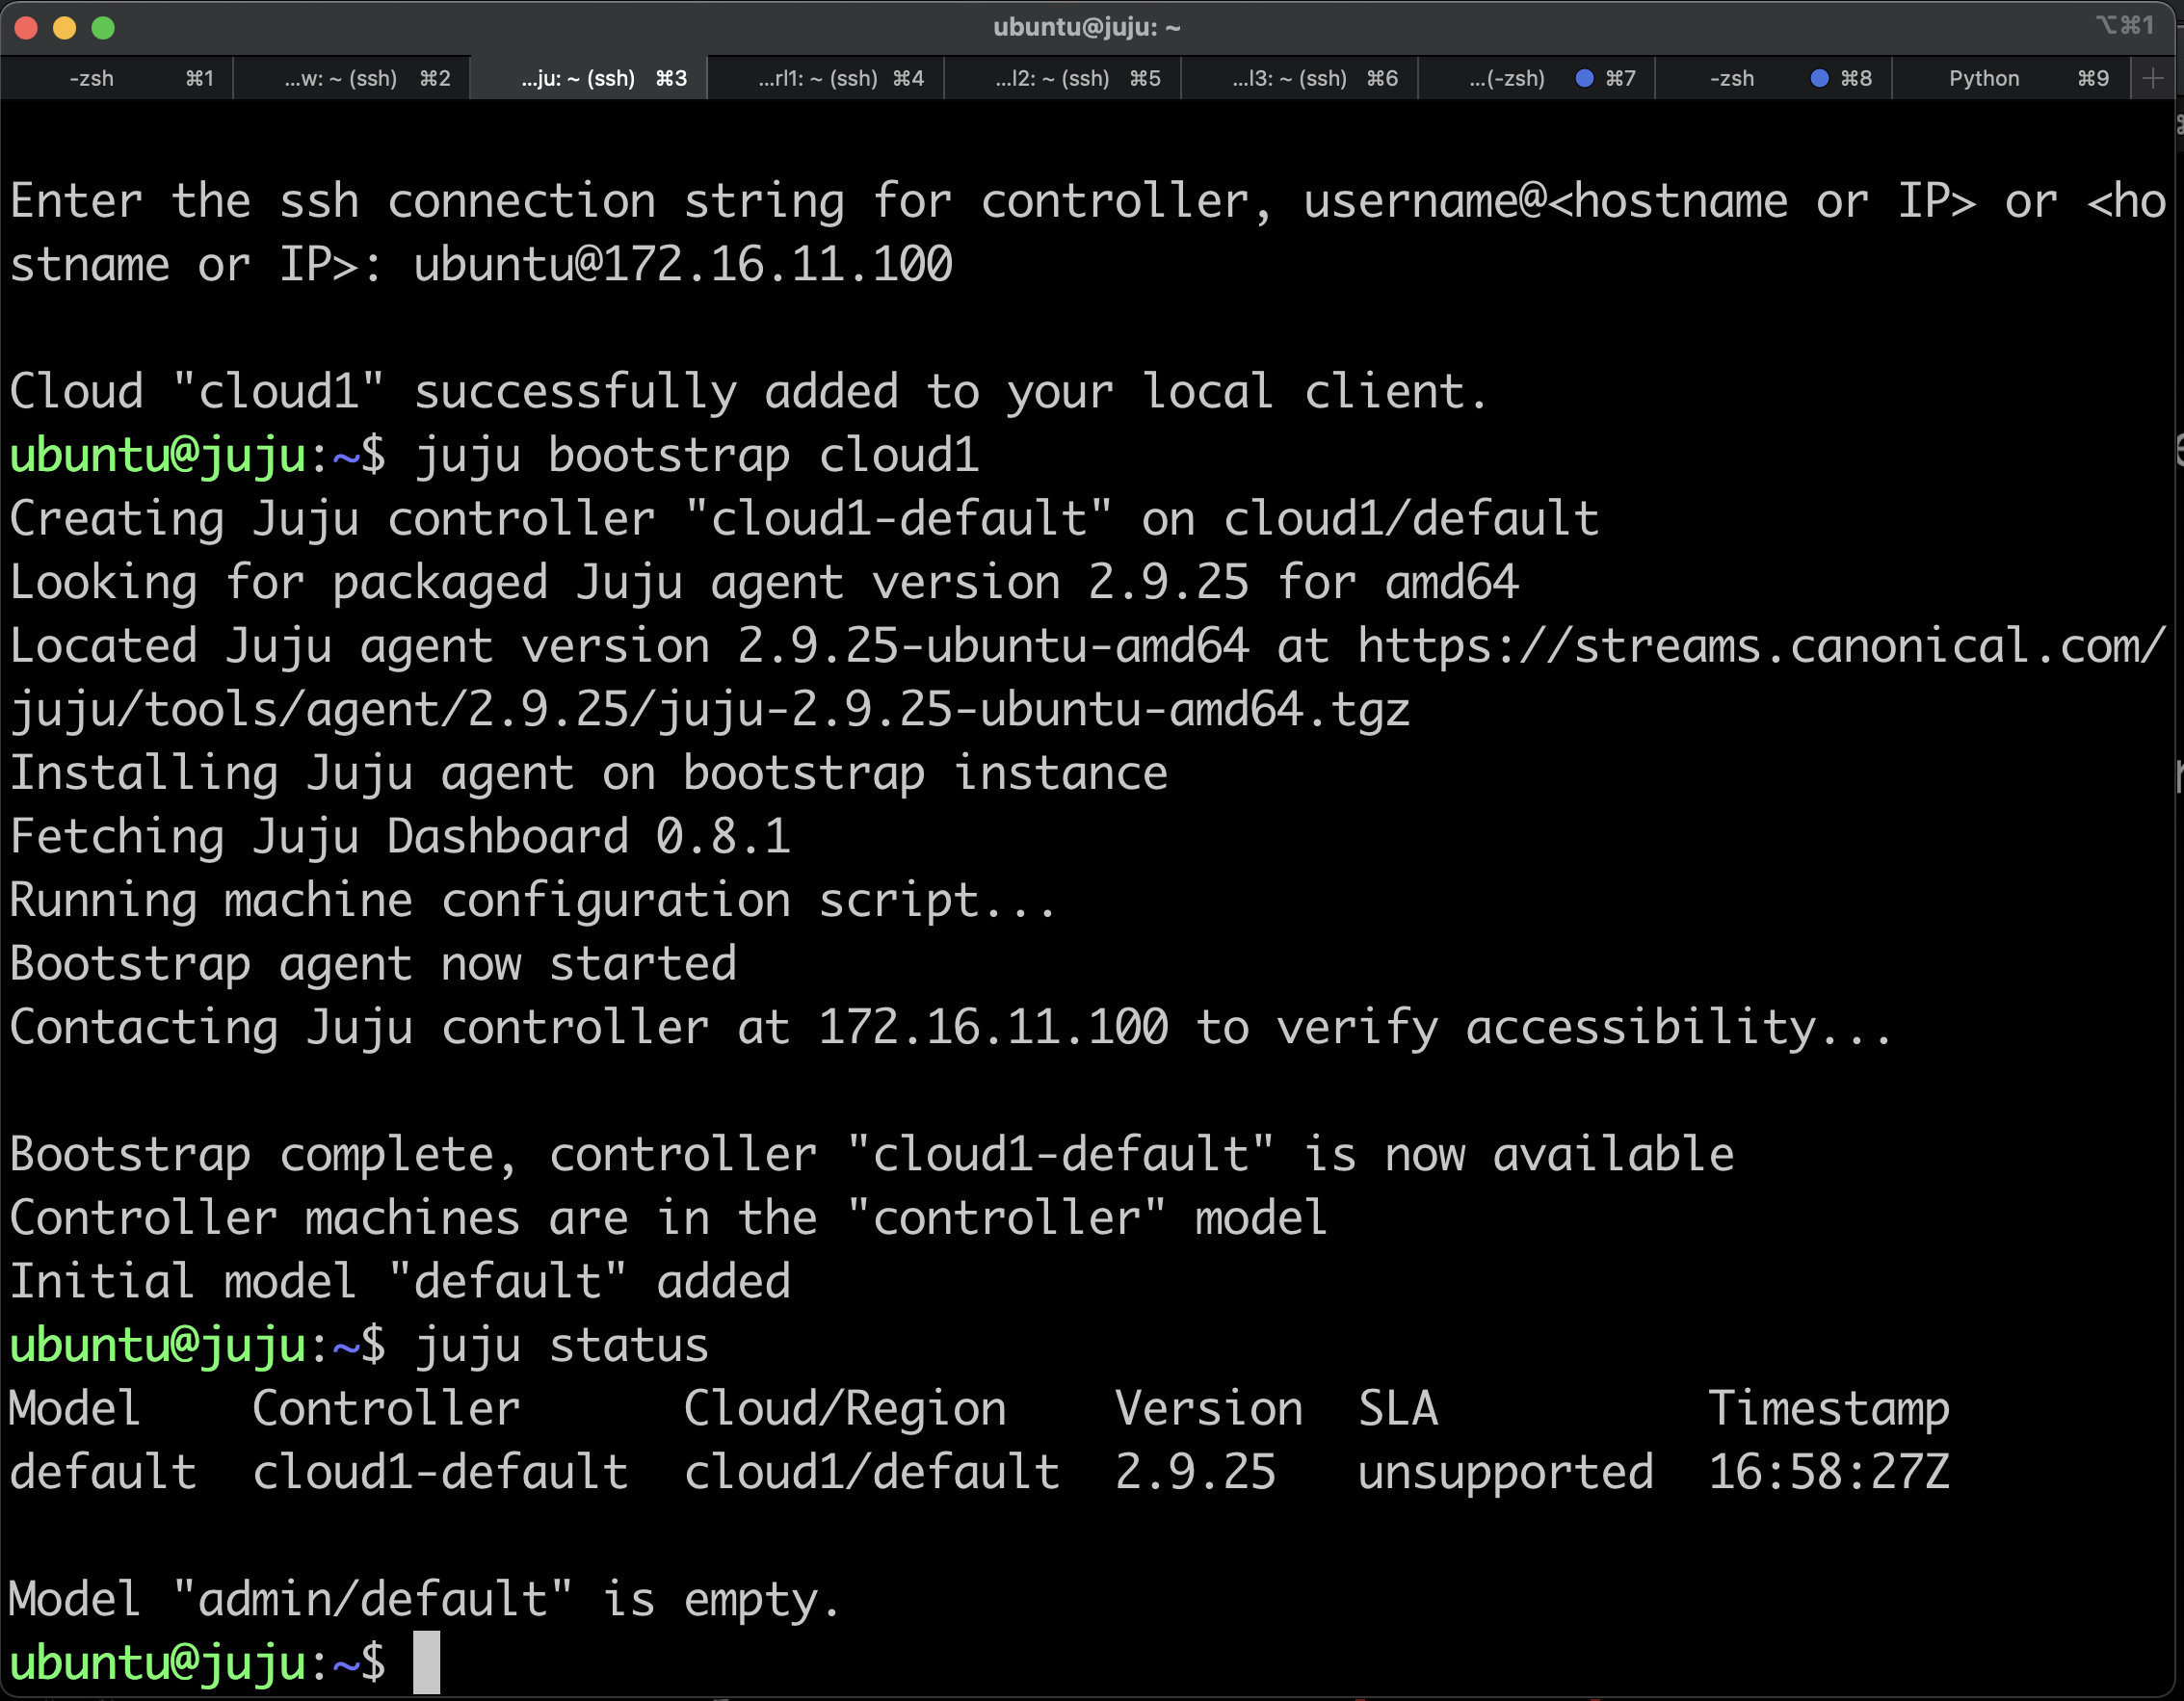 ubuntu@juju: ~
⌥⌘1
-zsh ⌘1 ...w: ~ (ssh) ⌘2 ...ju: ~ (ssh) ⌘3 ...rl1: ~ (ssh) ⌘4 ...l2: ~ (ssh) ⌘5 ...l3: ~ (ssh) ⌘6 ...(-zsh) ⌘7 -zsh ⌘8 Python ⌘9 +
Enter the ssh connection string for controller, username@<hostname or IP> or <ho
stname or IP>: ubuntu@172.16.11.100
Cloud "cloud1" successfully added to your local client.
ubuntu@juju:~$ juju bootstrap cloud1
Creating Juju controller "cloud1-default" on cloud1/default
Looking for packaged Juju agent version 2.9.25 for amd64
Located Juju agent version 2.9.25-ubuntu-amd64 at https://streams.canonical.com/
juju/tools/agent/2.9.25/juju-2.9.25-ubuntu-amd64.tgz
Installing Juju agent on bootstrap instance
Fetching Juju Dashboard 0.8.1
Running machine configuration script...
Bootstrap agent now started
Contacting Juju controller at 172.16.11.100 to verify accessibility...
Bootstrap complete, controller "cloud1-default" is now available
Controller machines are in the "controller" model
Initial model "default" added
ubuntu@juju:~$ juju status
Model    Controller      Cloud/Region    Version  SLA          Timestamp
default  cloud1-default  cloud1/default  2.9.25   unsupported  16:58:27Z
Model "admin/default" is empty.
ubuntu@juju:~$